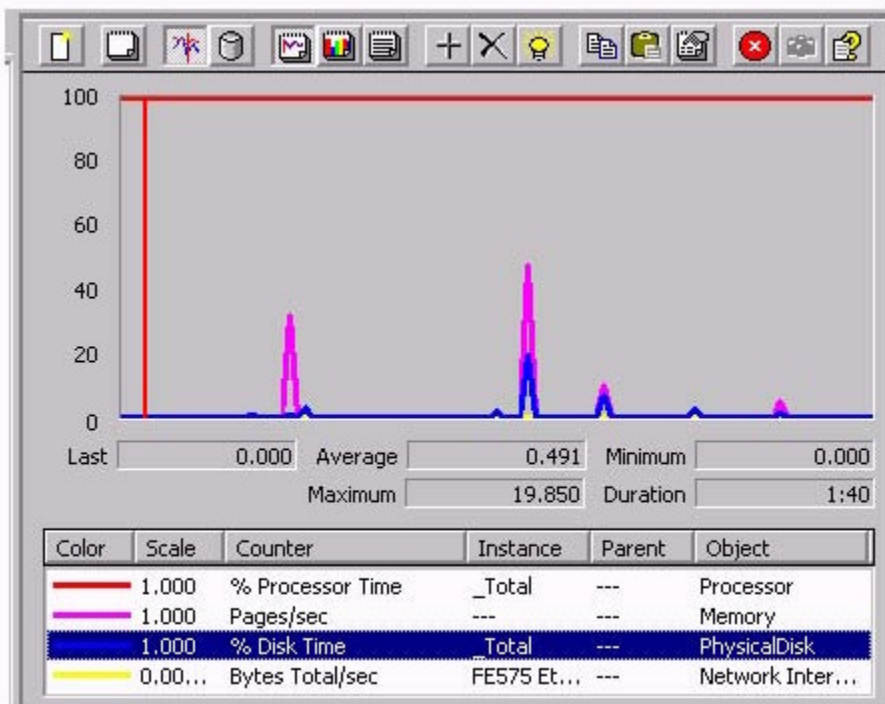 100
80
60
40
20
0
Last 0.000 Average 0.491 Minimum 0.000
Maximum 19.850 Duration 1:40
Color Scale Counter Instance Parent Object
1.000 % Processor Time _Total --- Processor
1.000 Pages/sec --- --- Memory
1.000 % Disk Time _Total --- PhysicalDisk
0.00... Bytes Total/sec FE575 Et... --- Network Inter...